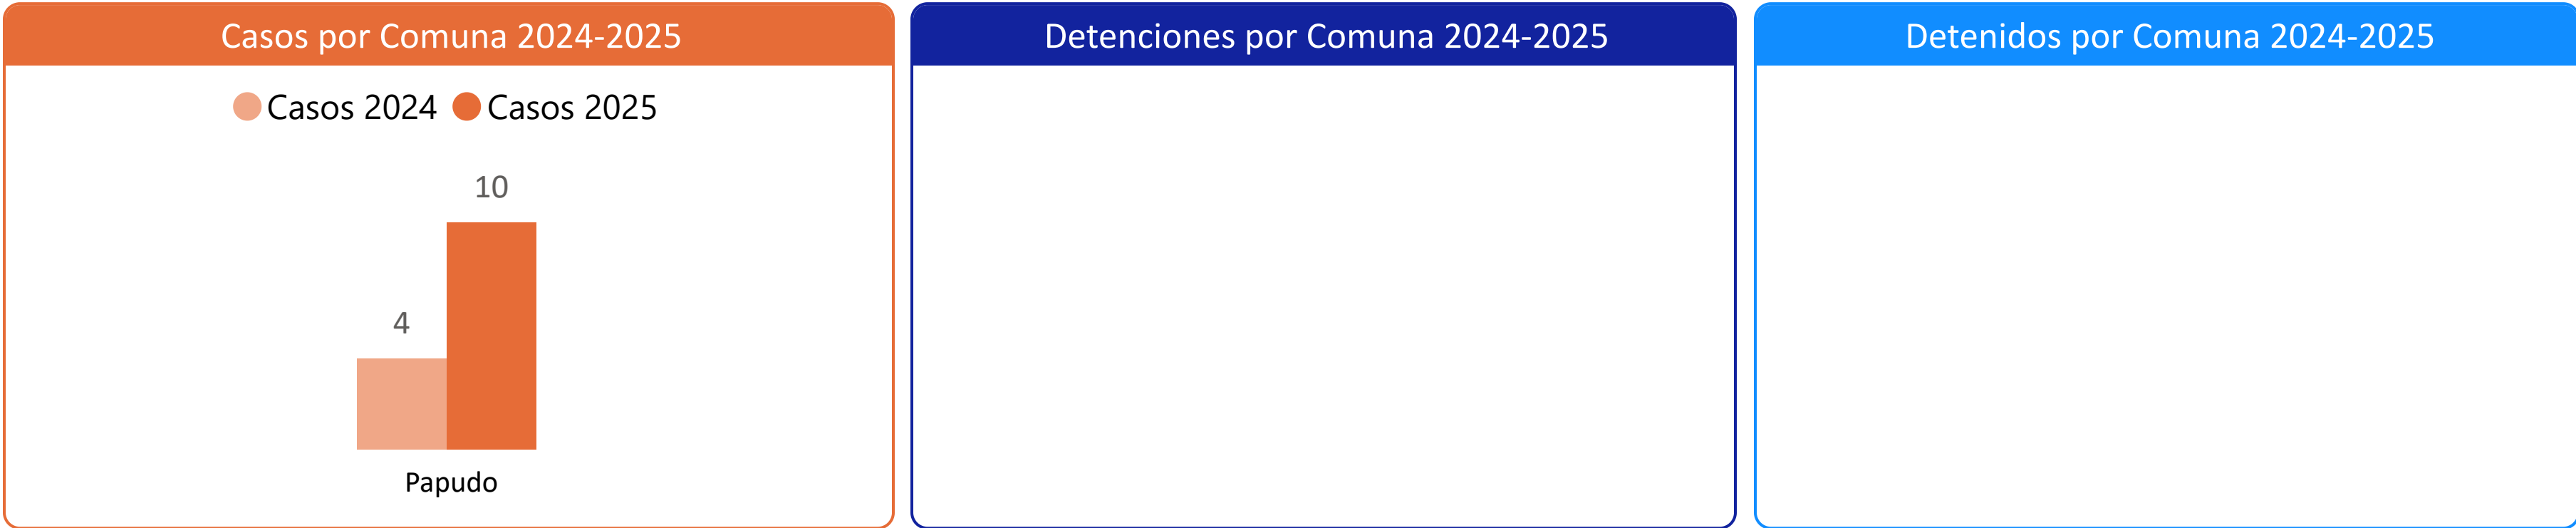 Casos por Comuna 2024-2025
Casos 2024 Casos 2025
10
4
Papudo
Detenciones por Comuna 2024-2025
Detenidos por Comuna 2024-2025